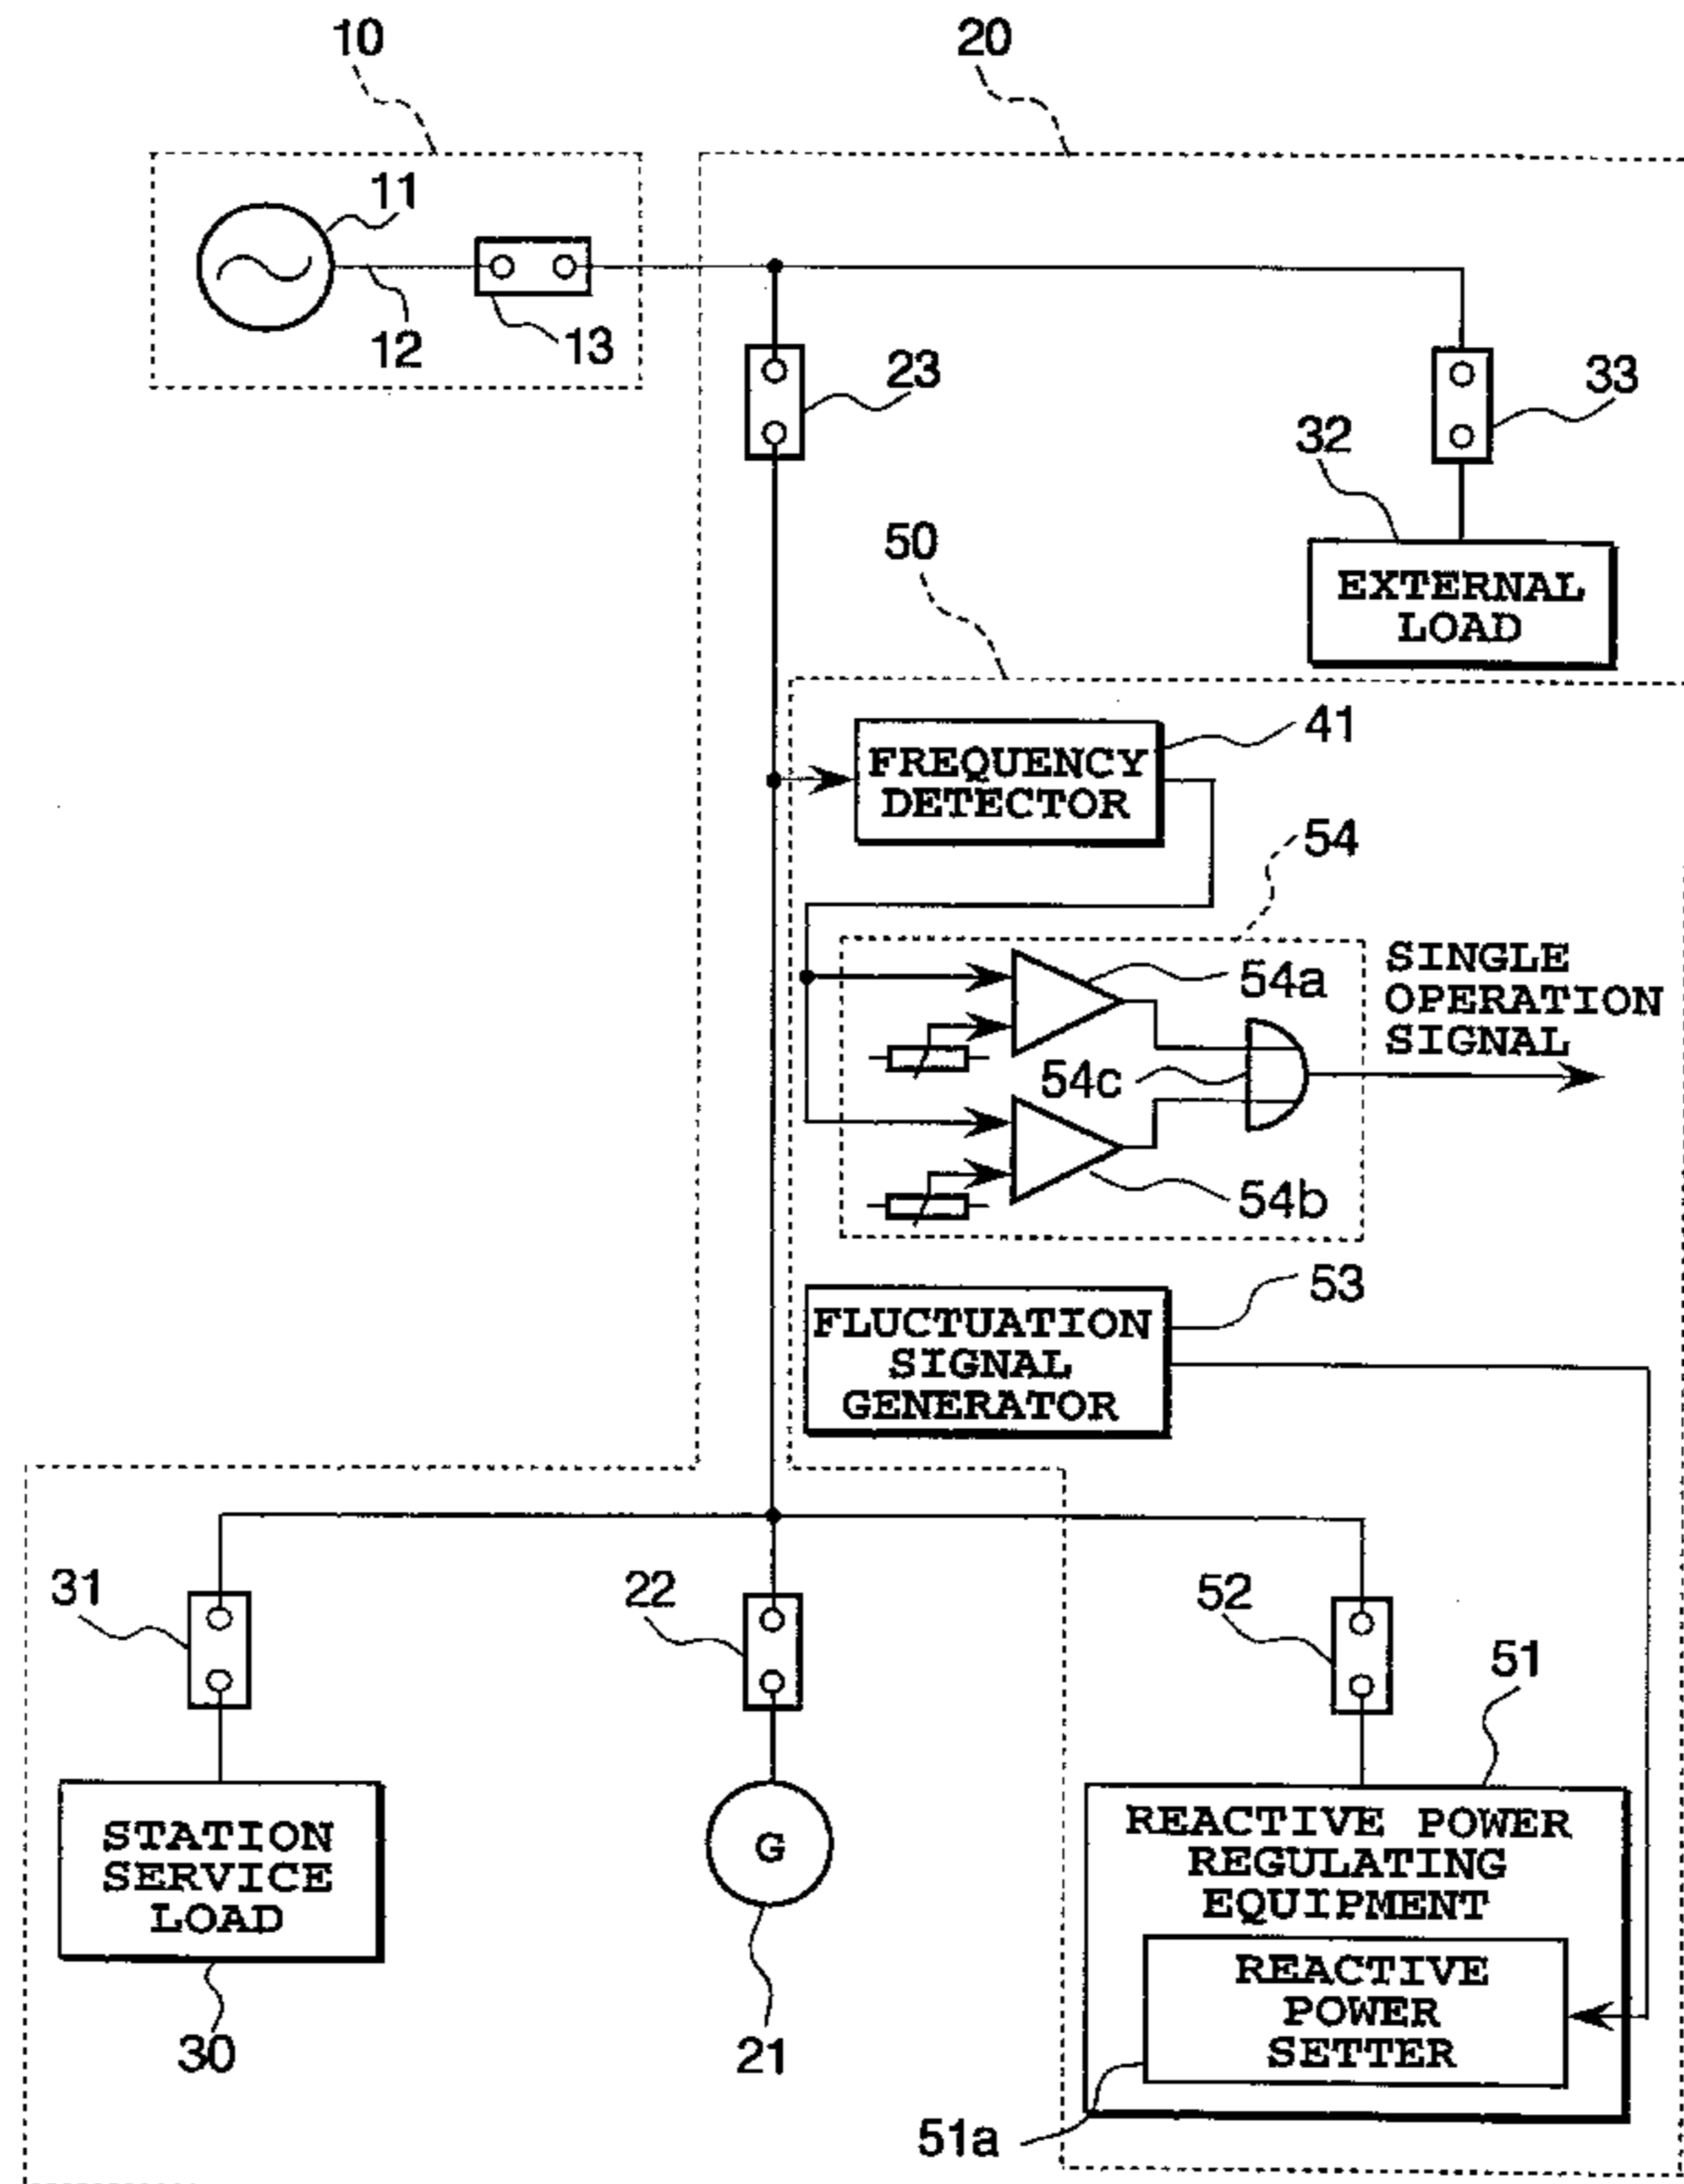 10
20
11
12
13
23
33
32
EXTERNAL
LOAD
50
41
FREQUENCY
DETECTOR
54
54a
SINGLE
OPERATION
SIGNAL
54c
54b
53
FLUCTUATION
SIGNAL
GENERATOR
31
22
52
51
STATION
SERVICE
LOAD
G
REACTIVE POWER
REGULATING
EQUIPMENT
REACTIVE
POWER
SETTER
30
21
51a